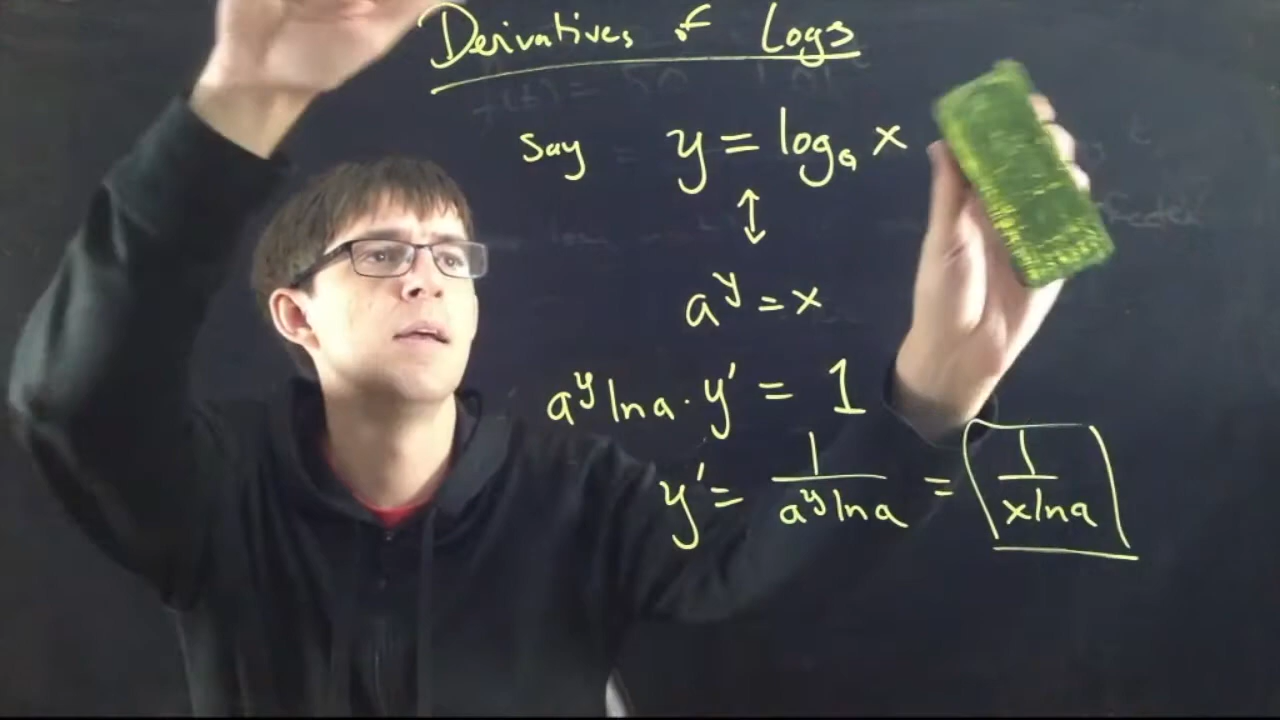 Derivatives of Logs
Say y = logₐ x
↕
aʸ = x
aʸ ln a · y' = 1
y' = 1/(aʸ ln a) = 1/(x ln a)